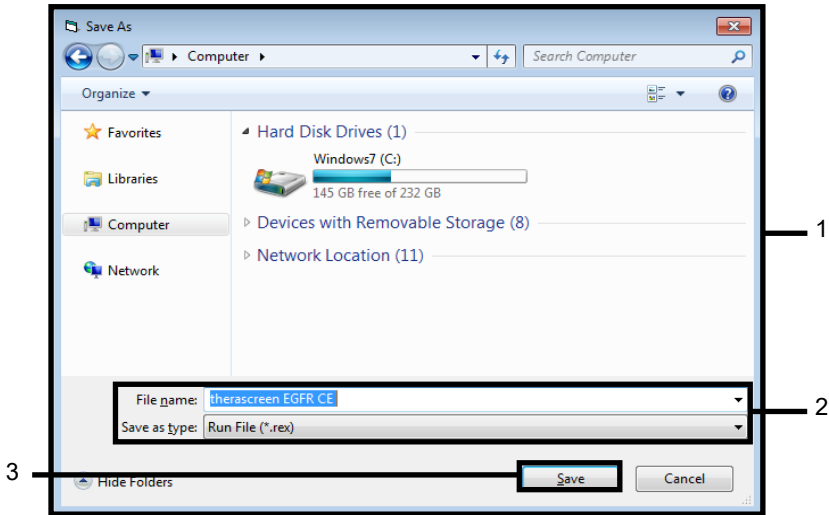 Save As
Computer
Search Computer
Organize
Favorites
Libraries
Computer
Network
Hard Disk Drives (1)
Windows7 (C:)
145 GB free of 232 GB
Devices with Removable Storage (8)
Network Location (11)
1
File name: therascreen EGFR CE
Save as type: Run File (*.rex)
2
3
Hide Folders
Save
Cancel